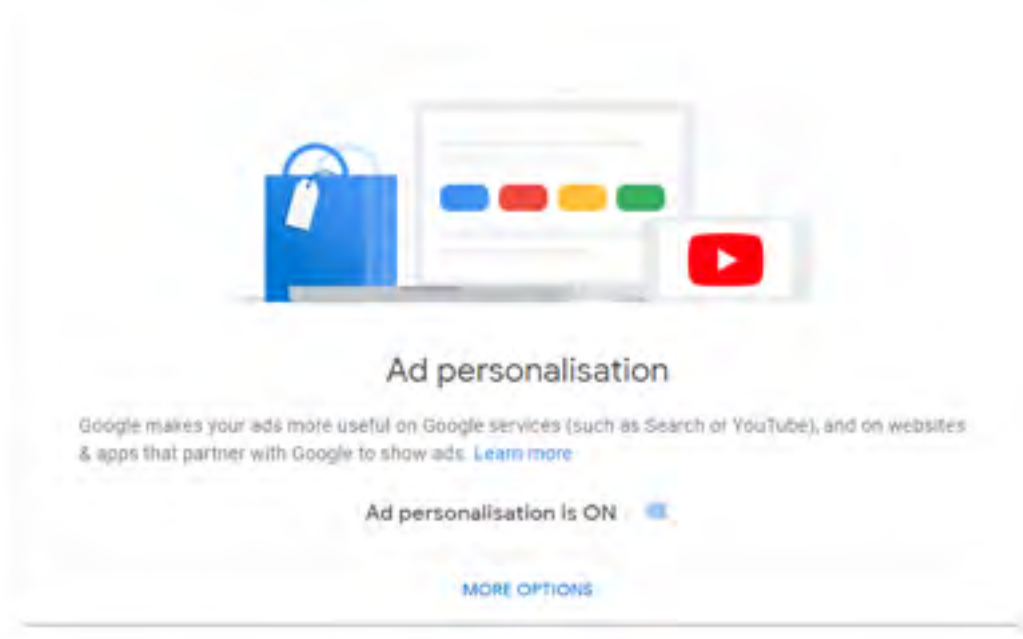 Ad personalisation
Google makes your ads more useful on Google services (such as Search or YouTube), and on websites
& apps that partner with Google to show ads. Learn more
Ad personalisation is ON
MORE OPTIONS